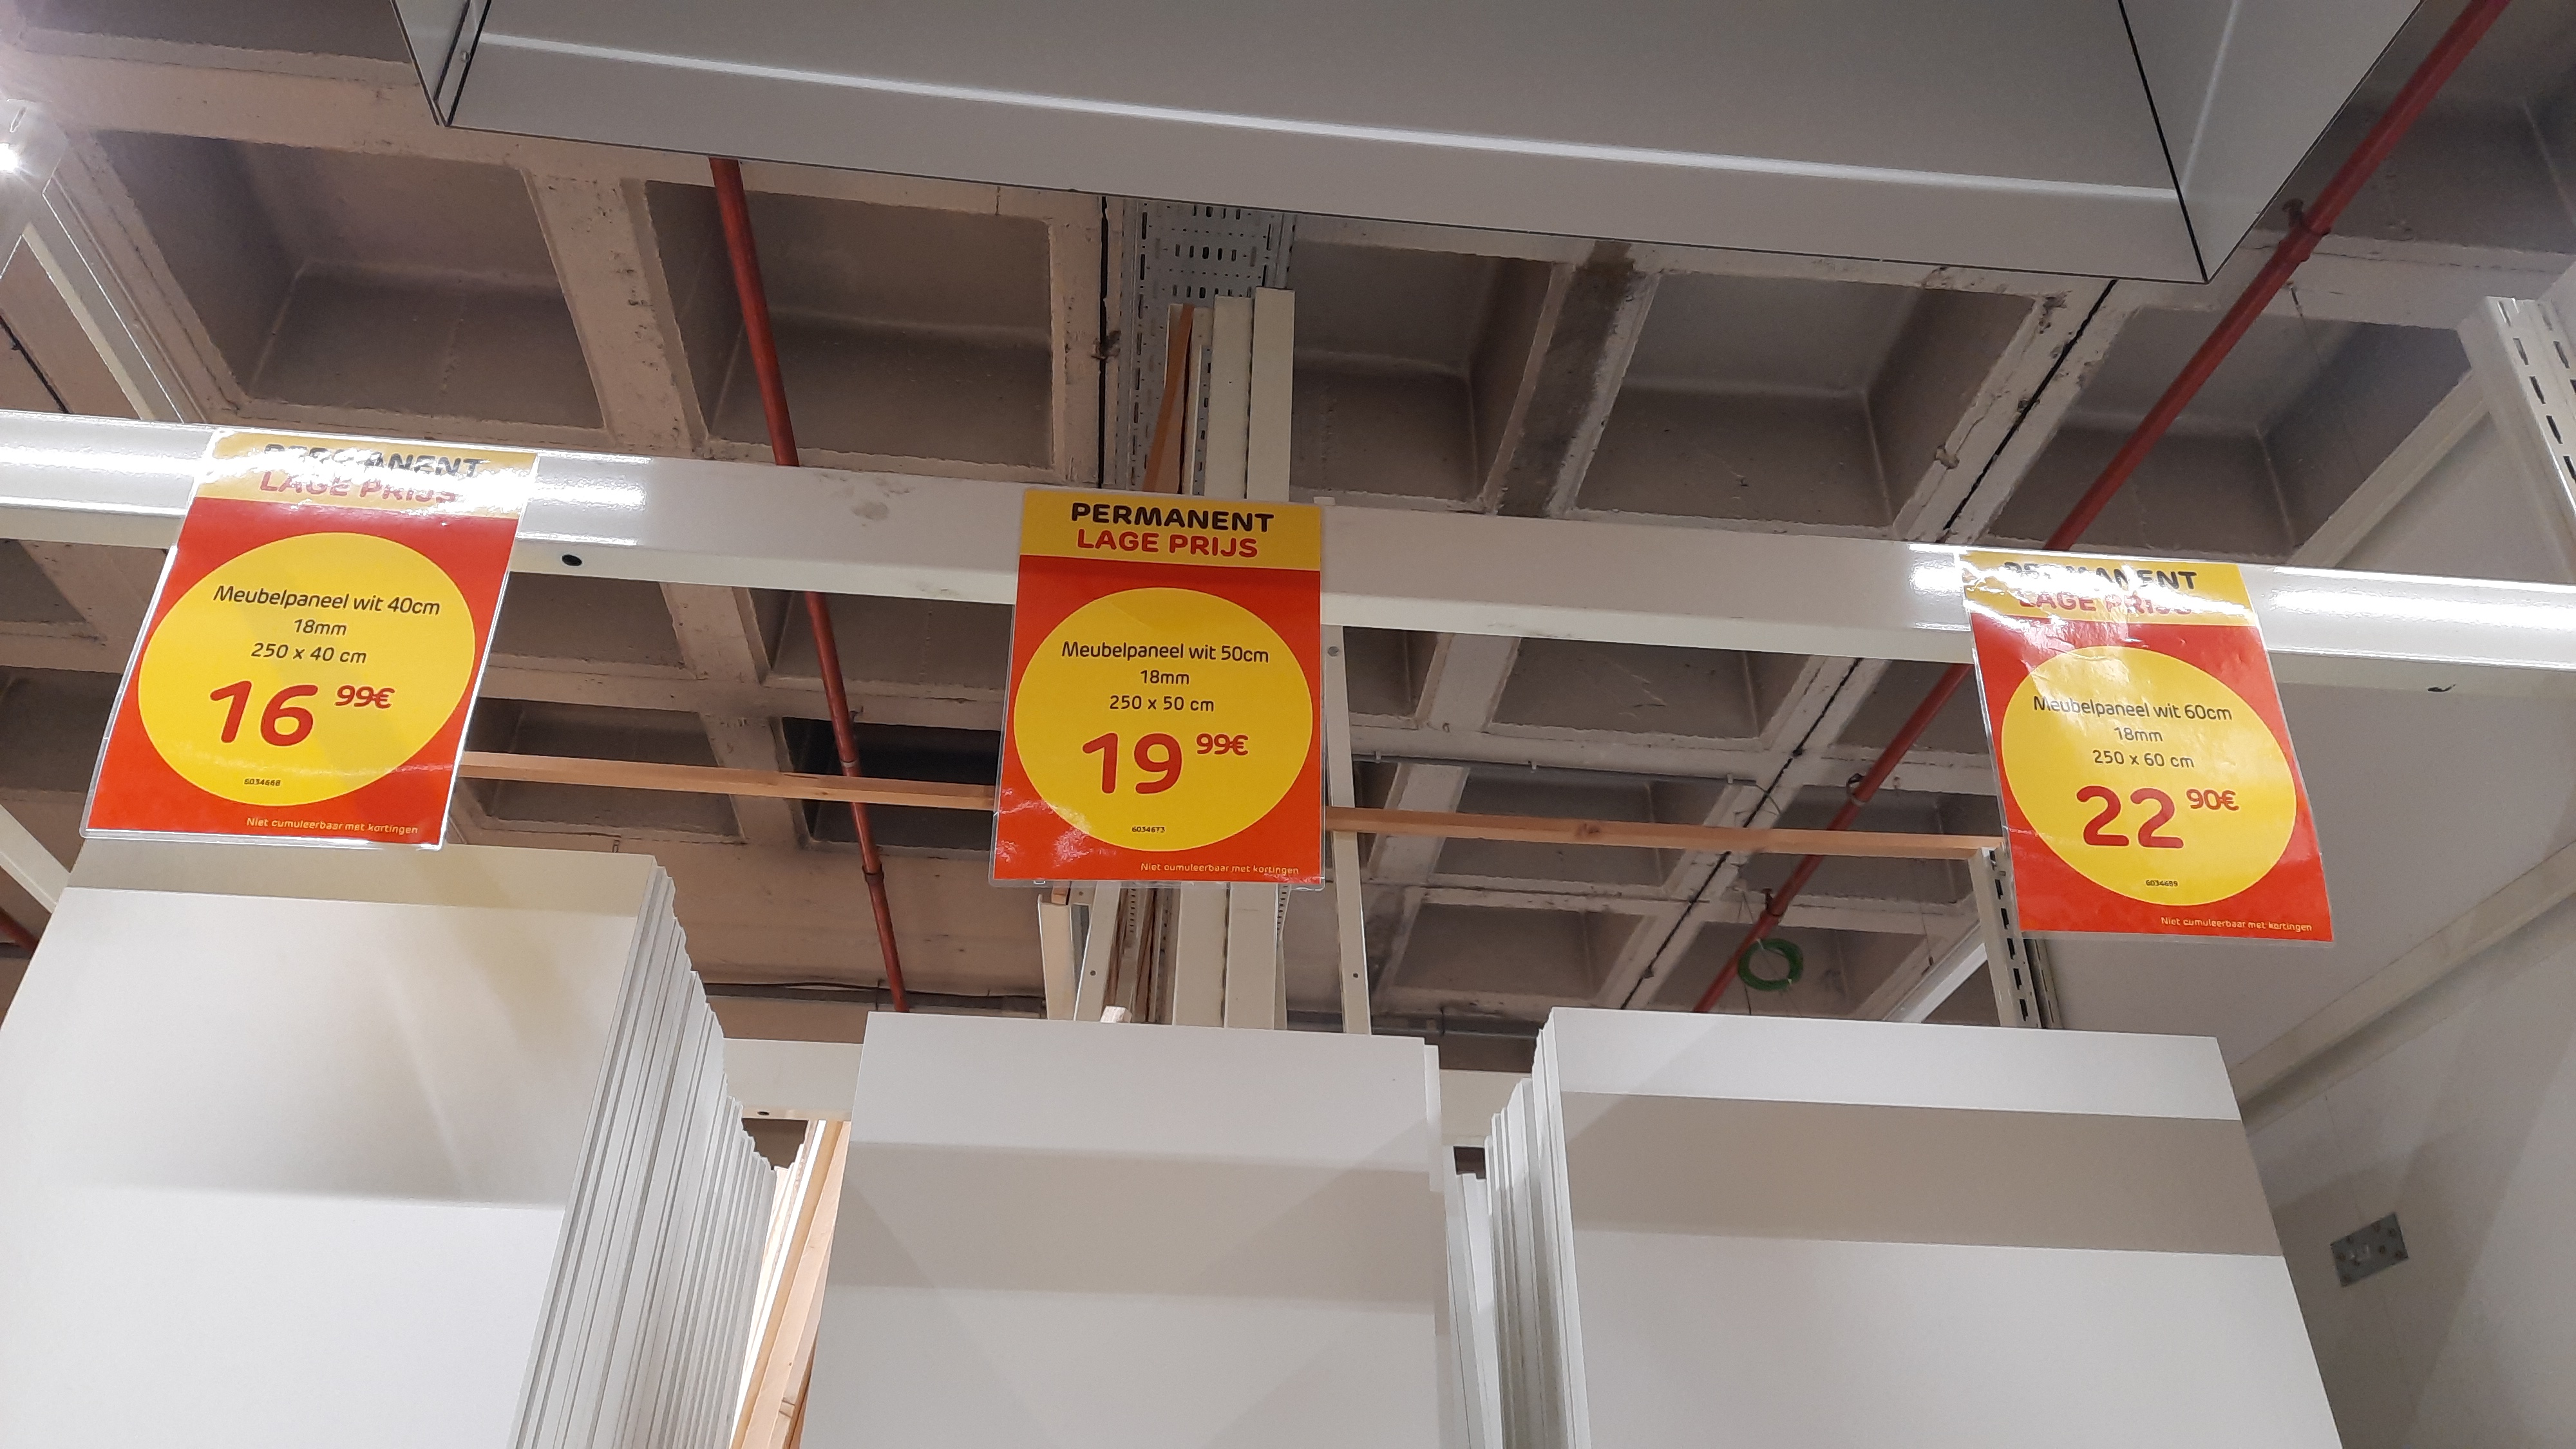 PERMANENT
LAGE PRIJS
Meubelpaneel wit 40cm
18mm
250 x 40 cm
16 99€
6034668
Niet cumuleerbaar met kortingen
PERMANENT
LAGE PRIJS
Meubelpaneel wit 50cm
18mm
250 x 50 cm
19 99€
6034673
Niet cumuleerbaar met kortingen
PERMANENT
LAGE PRIJS
Meubelpaneel wit 60cm
18mm
250 x 60 cm
22 90€
6034689
Niet cumuleerbaar met kortingen